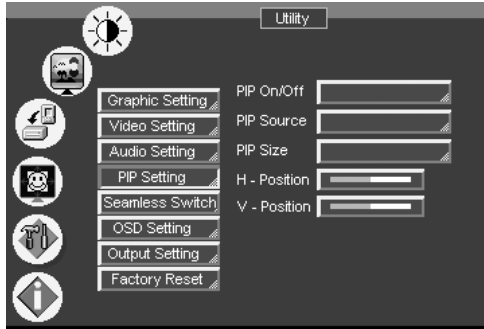 Utility
Graphic Setting
Video Setting
Audio Setting
PIP Setting
Seamless Switch
OSD Setting
Output Setting
Factory Reset
PIP On/Off
PIP Source
PIP Size
H - Position
V - Position